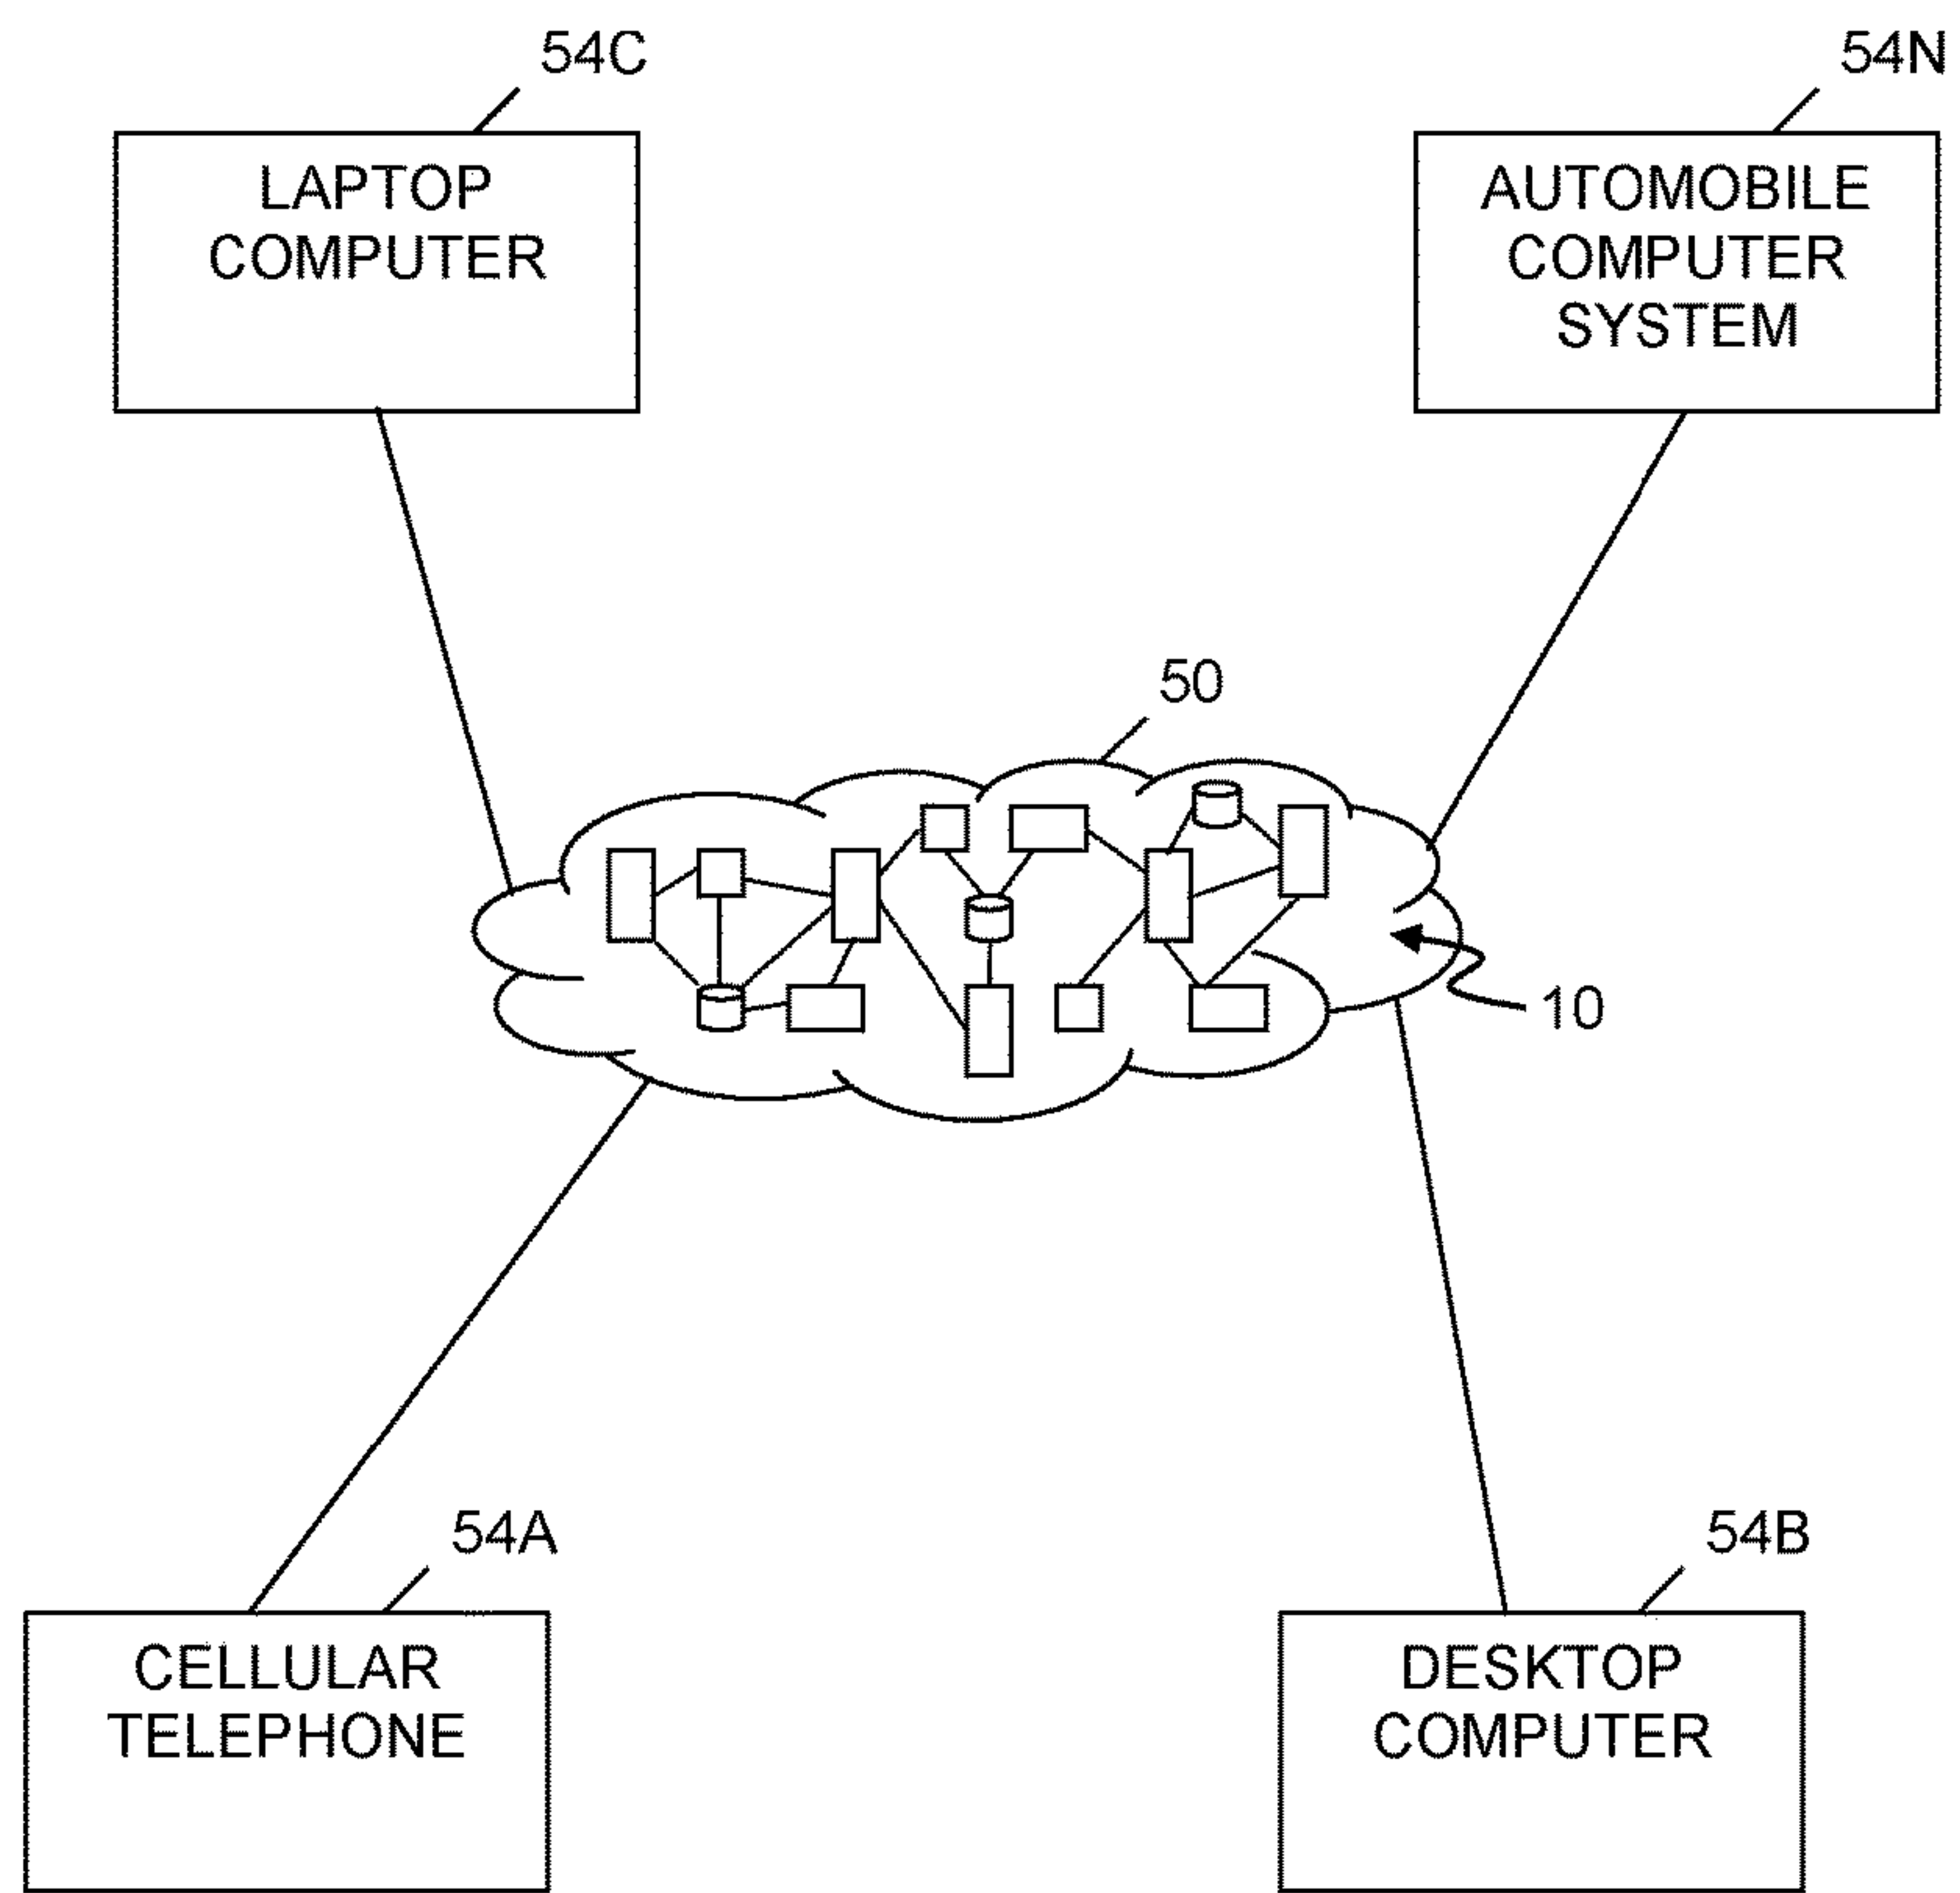 54C
54N
LAPTOP
COMPUTER
AUTOMOBILE
COMPUTER
SYSTEM
50
10
54A
54B
CELLULAR
TELEPHONE
DESKTOP
COMPUTER